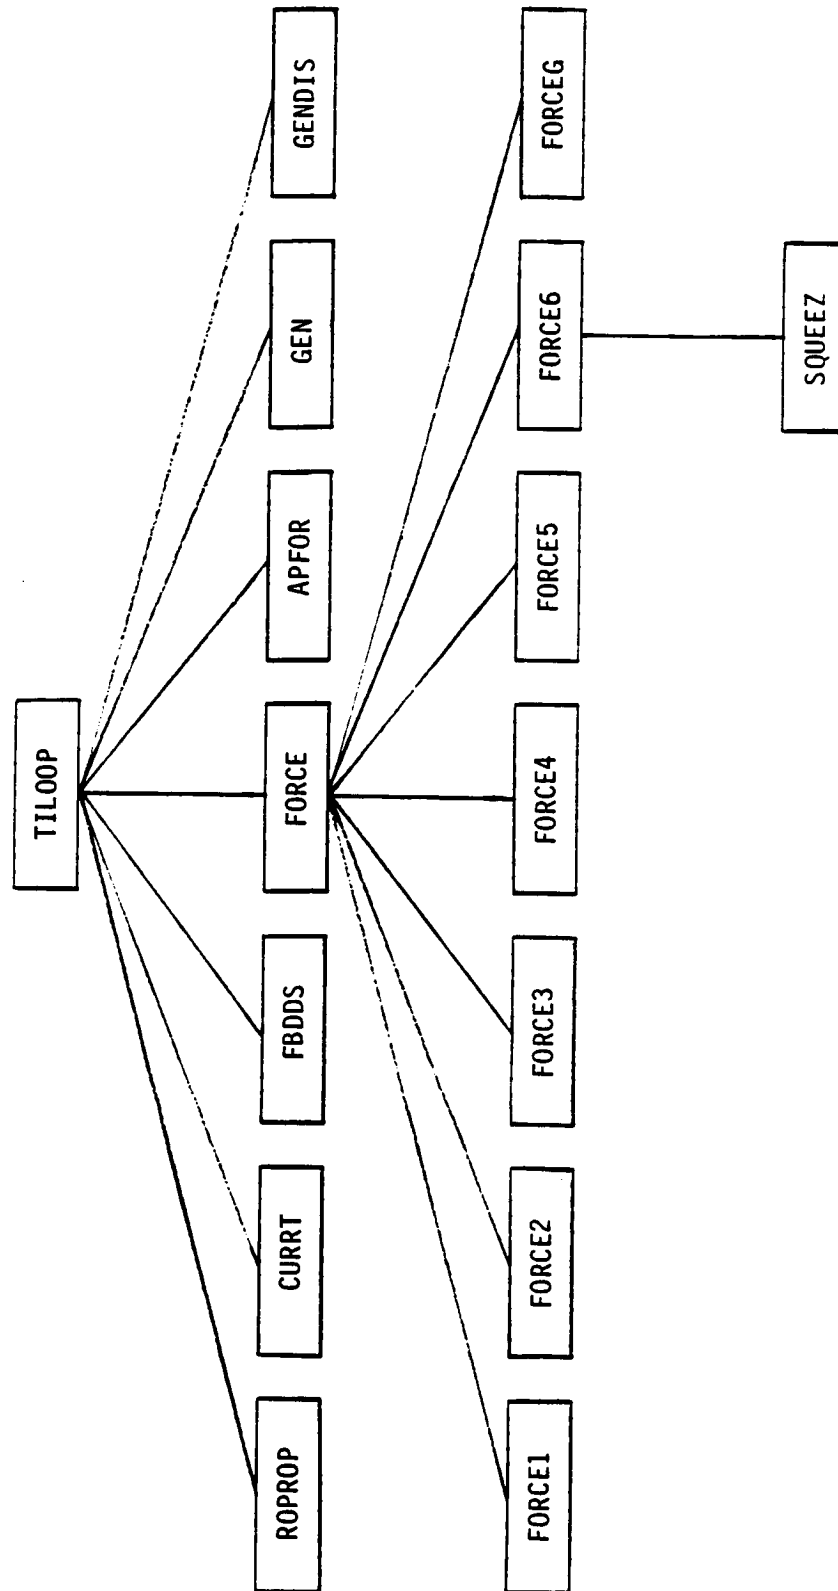 TILOOP
ROPROP
CURRT
FBDDS
FORCE
APFOR
GEN
GENDIS
FORCE1
FORCE2
FORCE3
FORCE4
FORCE5
FORCE6
FORCEG
SQUEEZ